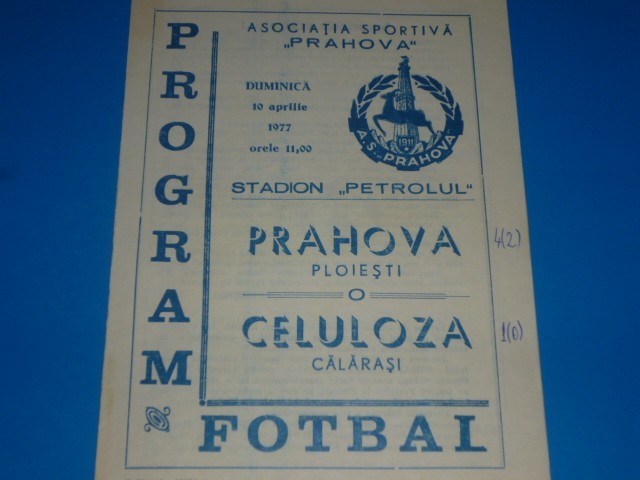 PROGRAM
ASOCIAȚIA SPORTIVĂ
„PRAHOVA"
DUMINICĂ
10 aprilie
1977
orele 11,00
1911
A.S. PRAHOVA
STADION „PETROLUL"
PRAHOVA
PLOIEȘTI
4(2)
CELULOZA
CĂLĂRAȘI
1(0)
FOTBAL